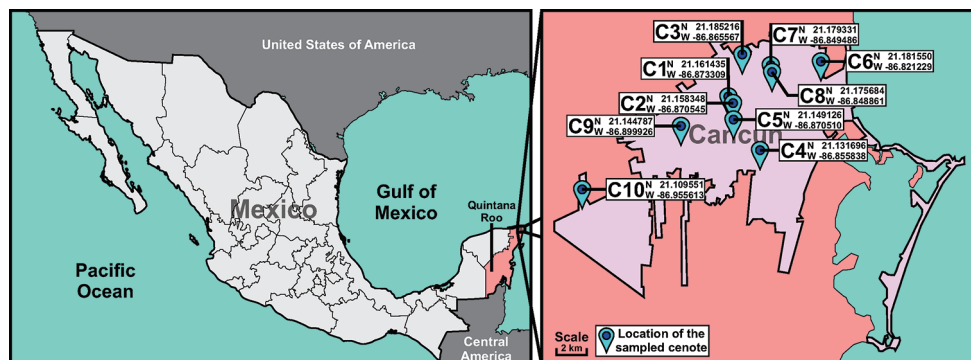 United States of America
Gulf of
Mexico
Mexico
Quintana
Roo
Pacific
Ocean
Central
America
C3 N 21.185216
W -86.865567
C7 N 21.179331
W -86.849486
C1 N 21.161435
W -86.873309
C6 N 21.181550
W -86.821229
C2 N 21.158348
W -86.870545
C8 N 21.175684
W -86.848861
C9 N 21.144787
W -86.899926
C5 N 21.149126
W -86.870510
Cancun
C4 N 21.131696
W -86.855838
C10 N 21.109551
W -86.955613
Scale
2 km
Location of the
sampled cenote